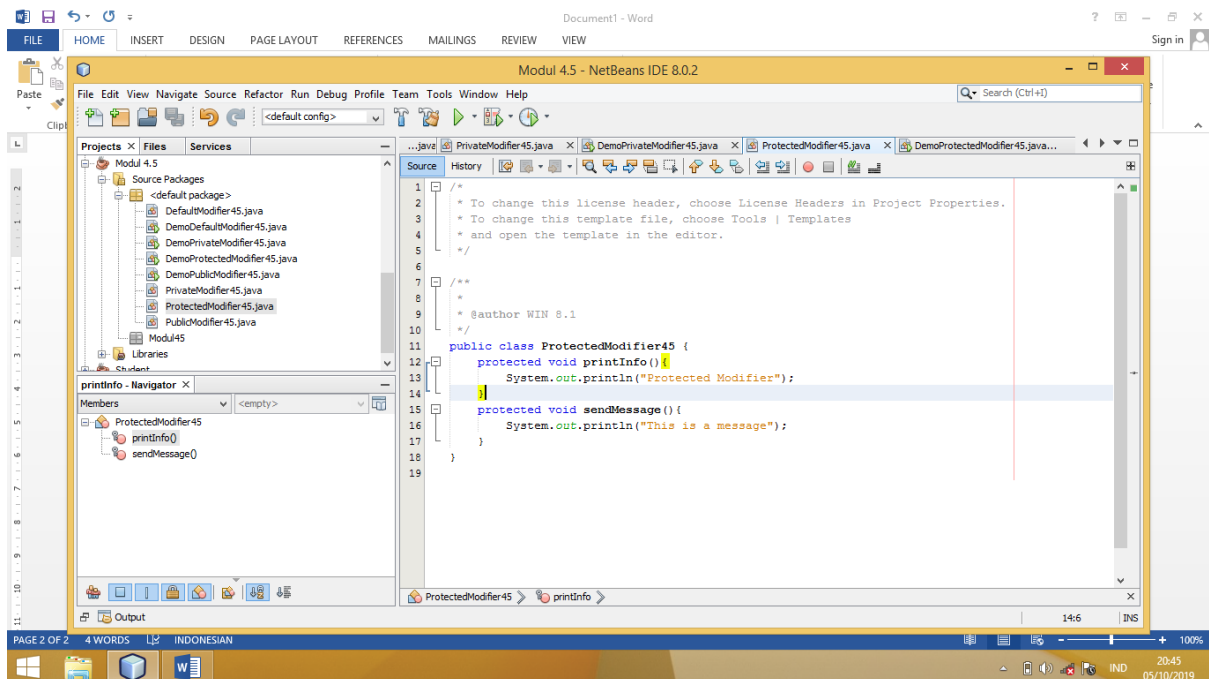 Document1 - Word
FILE HOME INSERT DESIGN PAGE LAYOUT REFERENCES MAILINGS REVIEW VIEW Sign in
Paste
Modul 4.5 - NetBeans IDE 8.0.2
File Edit View Navigate Source Refactor Run Debug Profile Team Tools Window Help
Search (Ctrl+I)
<default config>
Projects Files Services
...java PrivateModifier45.java DemoPrivateModifier45.java ProtectedModifier45.java DemoProtectedModifier45.java...
Source History
Modul 4.5
Source Packages
<default package>
DefaultModifier45.java
DemoDefaultModifier45.java
DemoPrivateModifier45.java
DemoProtectedModifier45.java
DemoPublicModifier45.java
PrivateModifier45.java
ProtectedModifier45.java
PublicModifier45.java
Modul45
Libraries
Student
printInfo - Navigator
Members <empty>
ProtectedModifier45
printInfo()
sendMessage()
1 /*
2 * To change this license header, choose License Headers in Project Properties.
3 * To change this template file, choose Tools | Templates
4 * and open the template in the editor.
5 */
6
7 /**
8 *
9 * @author WIN 8.1
10 */
11 public class ProtectedModifier45 {
12 protected void printInfo(){
13 System.out.println("Protected Modifier");
14 }
15 protected void sendMessage(){
16 System.out.println("This is a message");
17 }
18 }
19
ProtectedModifier45 printInfo
Output
14:6 INS
PAGE 2 OF 2 4 WORDS INDONESIAN 100%
IND 20:45
05/10/2019